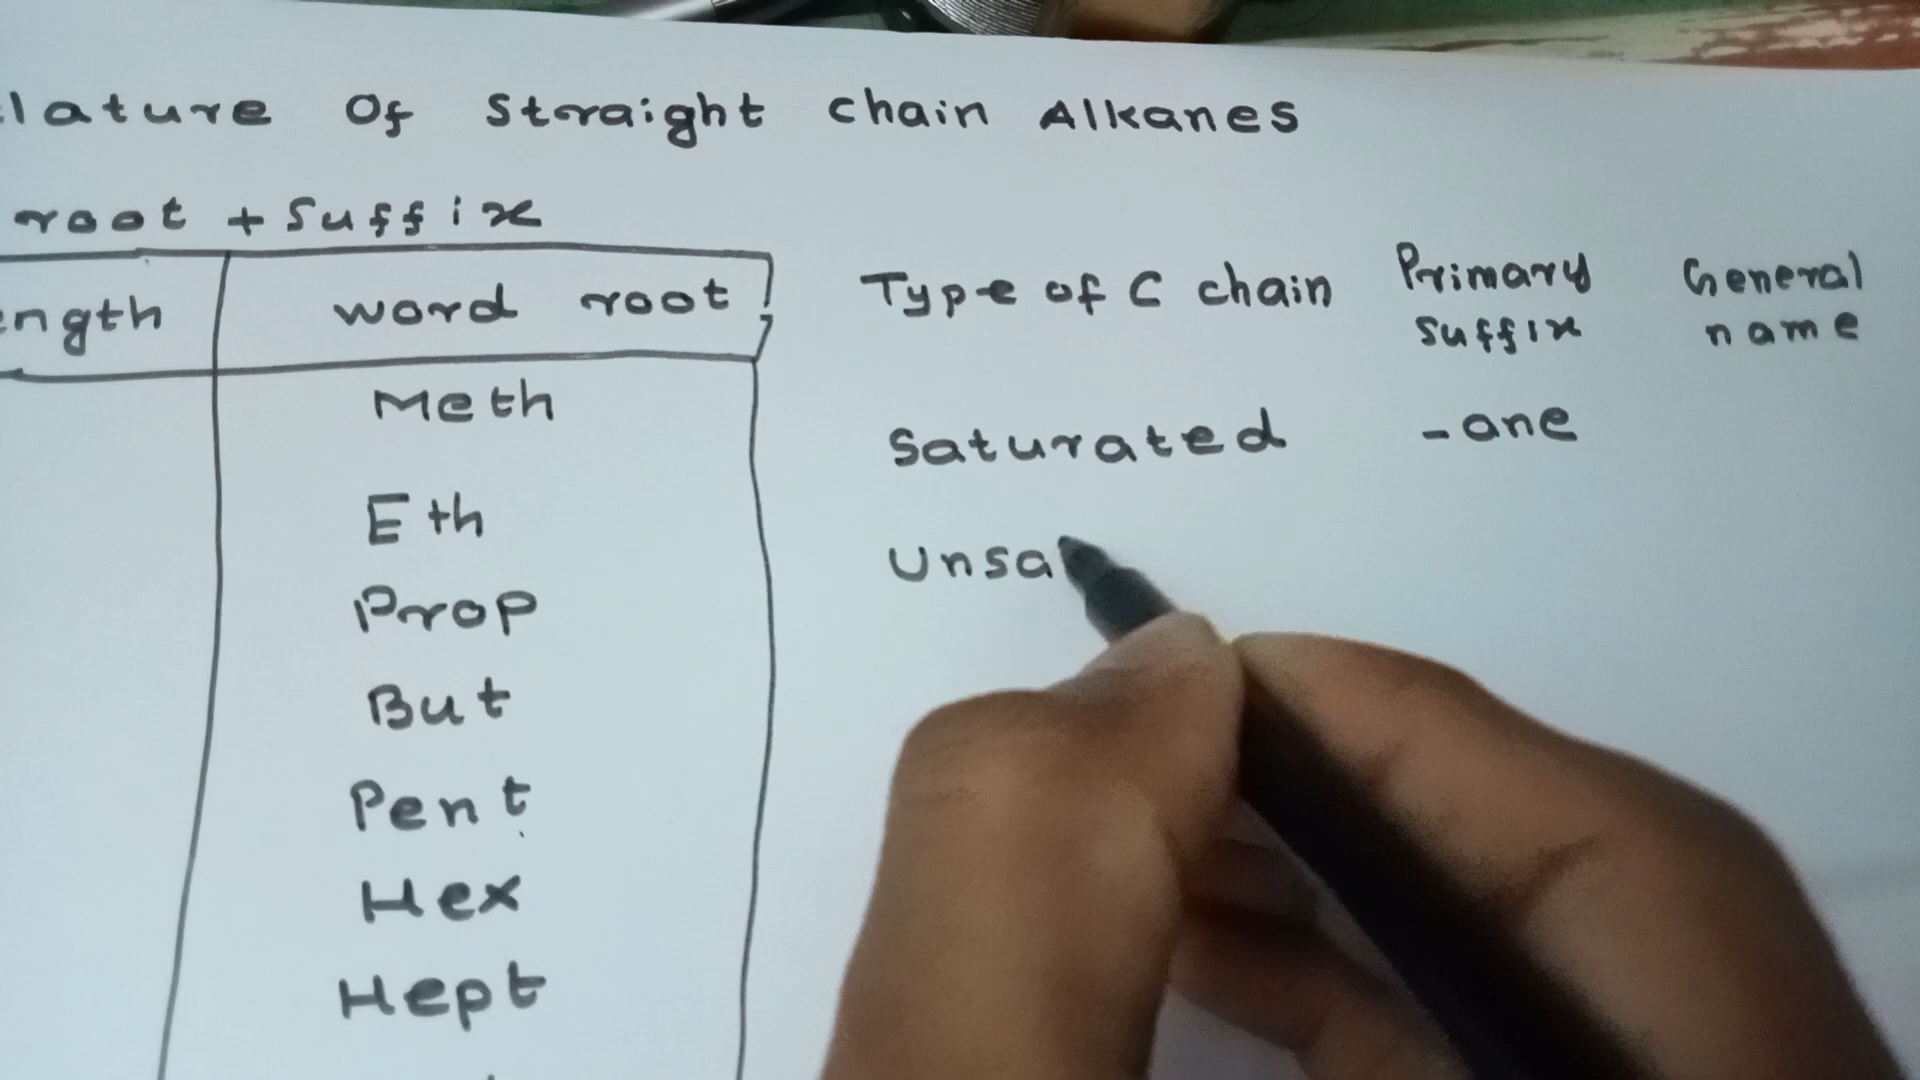 lature Of Straight chain Alkanes
root + Suffix
ngth word root
Type of C chain Primary suffix General name
Meth
Saturated -ane
Eth
Unsa
Prop
But
Pent
Hex
Hept